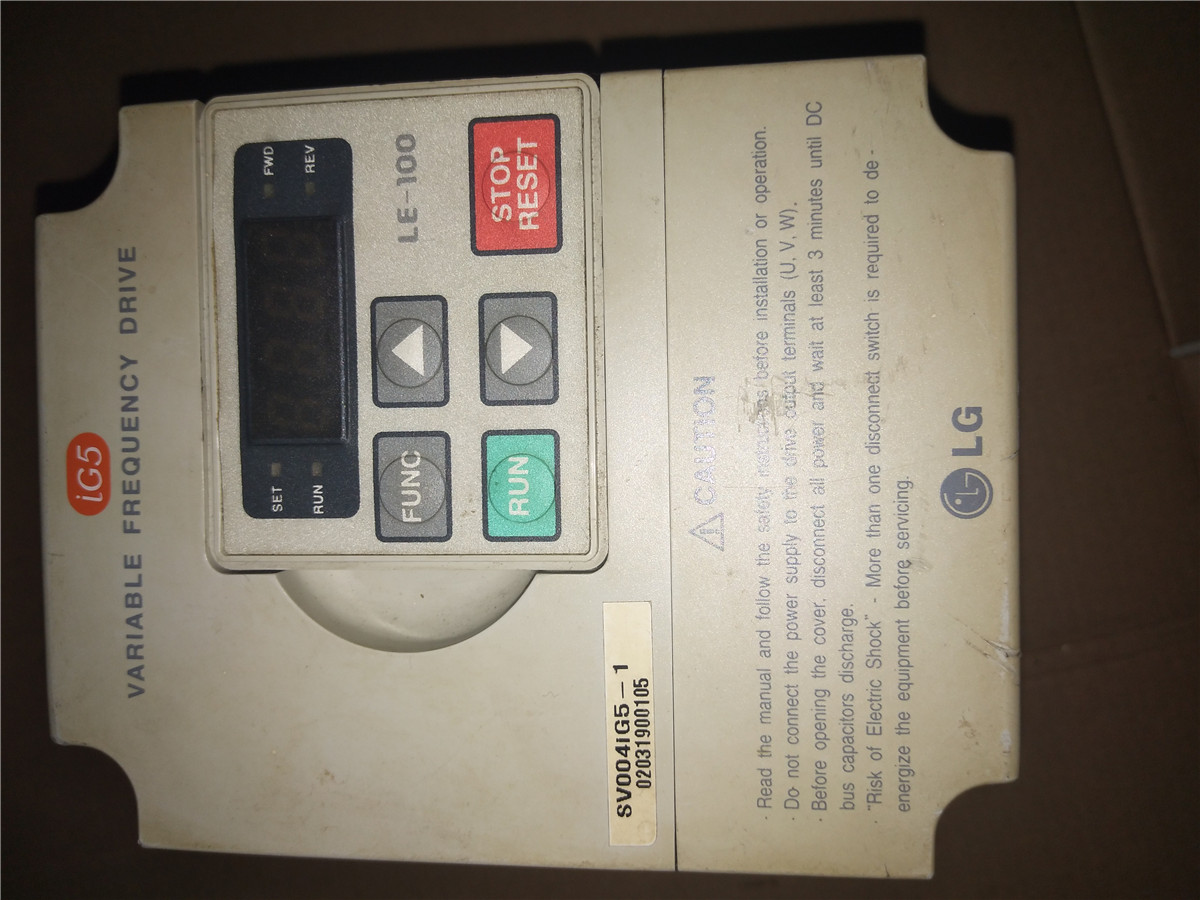 iG5
VARIABLE FREQUENCY DRIVE
SET
RUN
FWD
REV
LE-100
FUNC
RUN
STOP
RESET
SV004iG5-1
02031900105
CAUTION
· Read the manual and follow the safety instructions before installation or operation.
· Do not connect the power supply to the drive output terminals (U, V, W).
· Before opening the cover, disconnect all power and wait at least 3 minutes until DC
bus capacitors discharge.
· "Risk of Electric Shock" - More than one disconnect switch is required to de-
energize the equipment before servicing.
LG